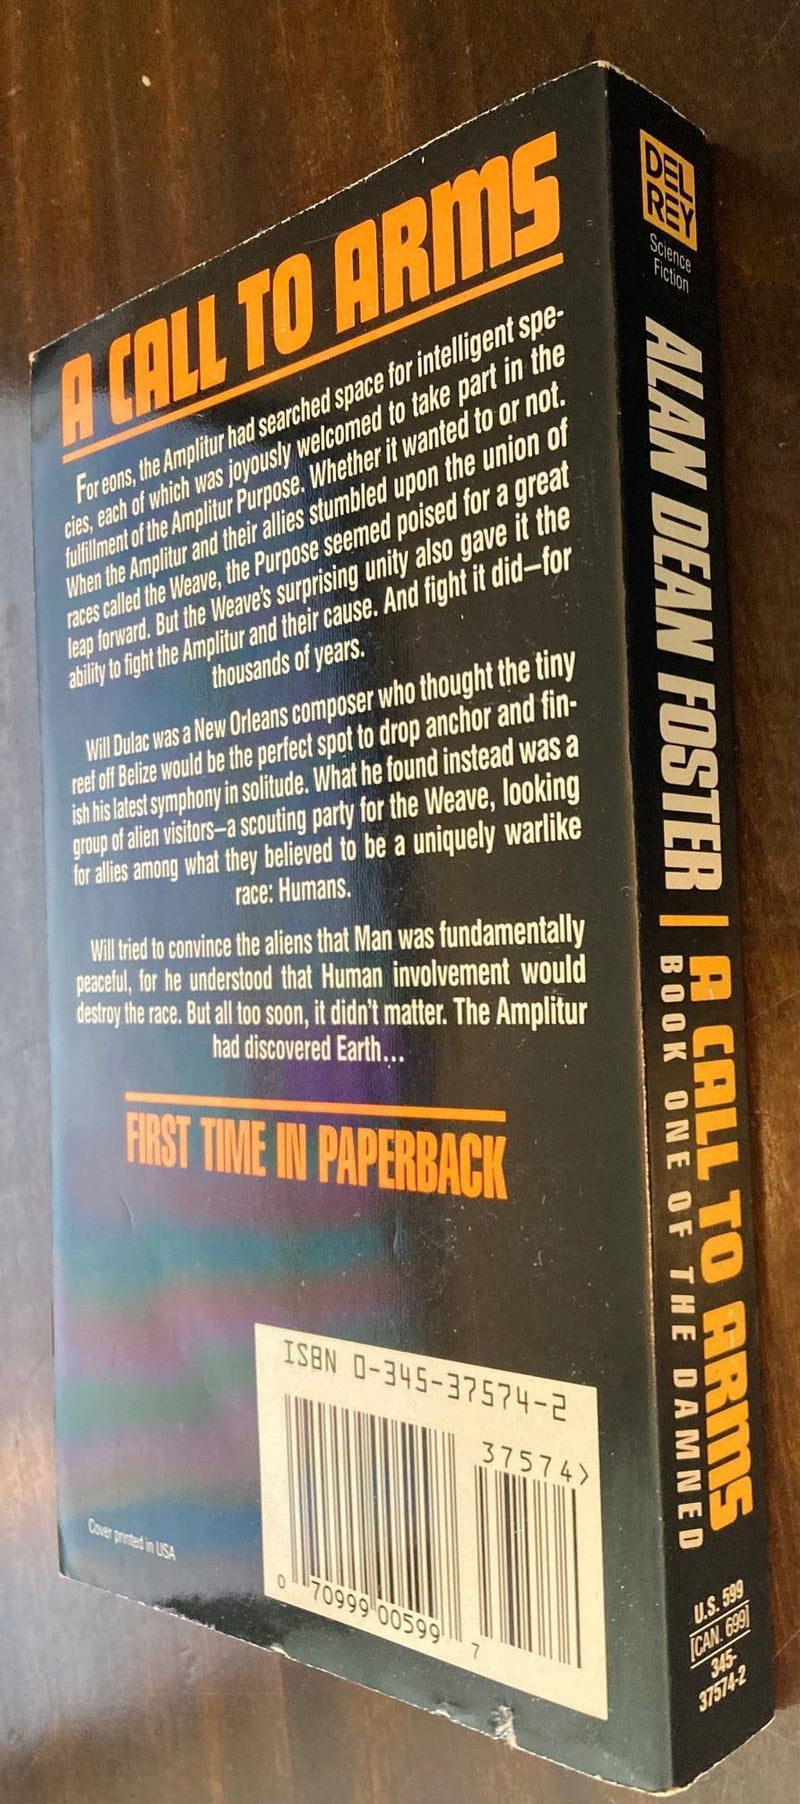 A CALL TO ARMS
For eons, the Amplitur had searched space for intelligent spe-
cies, each of which was joyously welcomed to take part in the
fulfillment of the Amplitur Purpose. Whether it wanted to or not.
When the Amplitur and their allies stumbled upon the union of
races called the Weave, the Purpose seemed poised for a great
leap forward. But the Weave's surprising unity also gave it the
ability to fight the Amplitur and their cause. And fight it did—for
thousands of years.
Will Dulac was a New Orleans composer who thought the tiny
reef off Belize would be the perfect spot to drop anchor and fin-
ish his latest symphony in solitude. What he found instead was a
group of alien visitors—a scouting party for the Weave, looking
for allies among what they believed to be a uniquely warlike
race: Humans.
Will tried to convince the aliens that Man was fundamentally
peaceful, for he understood that Human involvement would
destroy the race. But all too soon, it didn't matter. The Amplitur
had discovered Earth...
FIRST TIME IN PAPERBACK
ISBN 0-345-37574-2
37574>
0 70999 00599 7
Cover printed in USA
DEL
REY
Science
Fiction
ALAN DEAN FOSTER | A CALL TO ARMS
BOOK ONE OF THE DAMNED
U.S. 599
[CAN. 699]
345-
37574-2